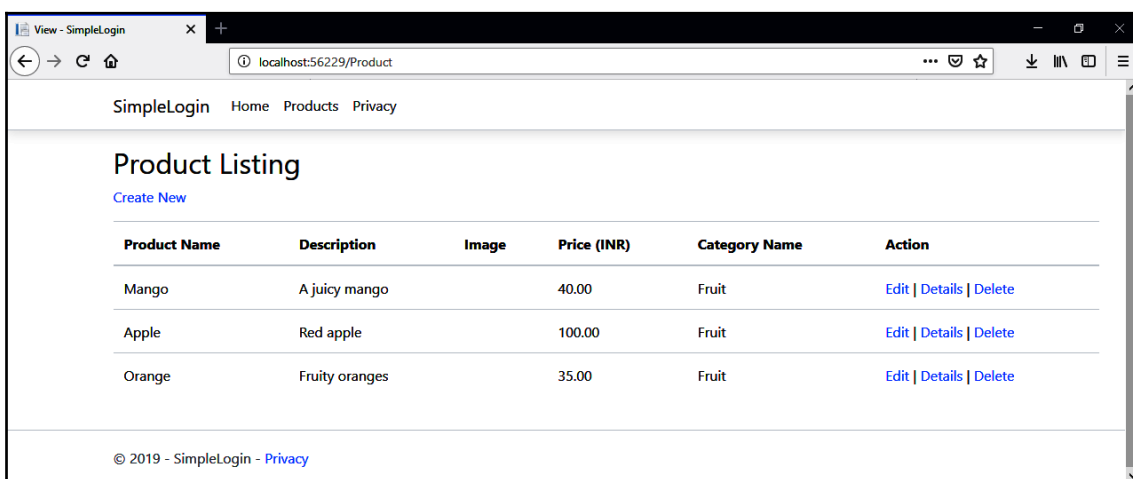 View - SimpleLogin
localhost:56229/Product
SimpleLogin Home Products Privacy
Product Listing
Create New
Product Name Description Image Price (INR) Category Name Action
Mango A juicy mango 40.00 Fruit Edit | Details | Delete
Apple Red apple 100.00 Fruit Edit | Details | Delete
Orange Fruity oranges 35.00 Fruit Edit | Details | Delete
© 2019 - SimpleLogin - Privacy